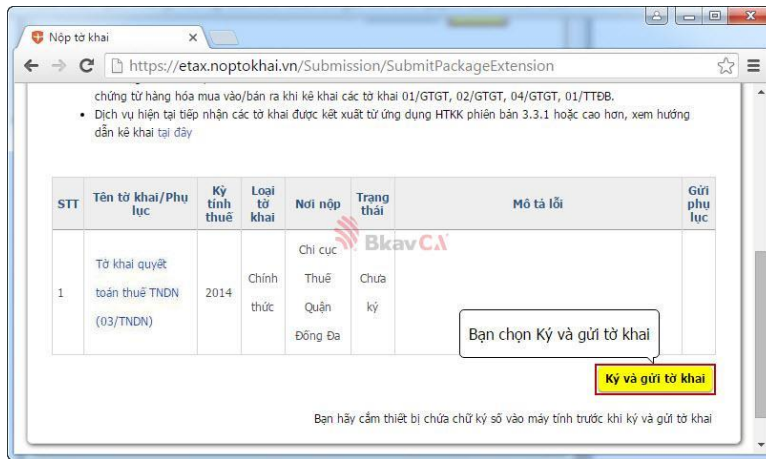 Nộp tờ khai
https://etax.noptokhai.vn/Submission/SubmitPackageExtension
chứng từ hàng hóa mua vào/bán ra khi kê khai các tờ khai 01/GTGT, 02/GTGT, 04/GTGT, 01/TTĐB.
Dịch vụ hiện tại tiếp nhận các tờ khai được kết xuất từ ứng dụng HTKK phiên bản 3.3.1 hoặc cao hơn, xem hướng
dẫn kê khai tại đây
STT
Tên tờ khai/Phụ
lục
Kỳ
tính
thuế
Loại
tờ
khai
Nơi nộp
Trạng
thái
Mô tả lỗi
Gửi
phụ
lục
BkavCA
1
Tờ khai quyết
toán thuế TNDN
(03/TNDN)
2014
Chính
thức
Chi cục
Thuế
Quận
Đống Đa
Chưa
ký
Bạn chọn Ký và gửi tờ khai
Ký và gửi tờ khai
Bạn hãy cắm thiết bị chứa chữ ký số vào máy tính trước khi ký và gửi tờ khai